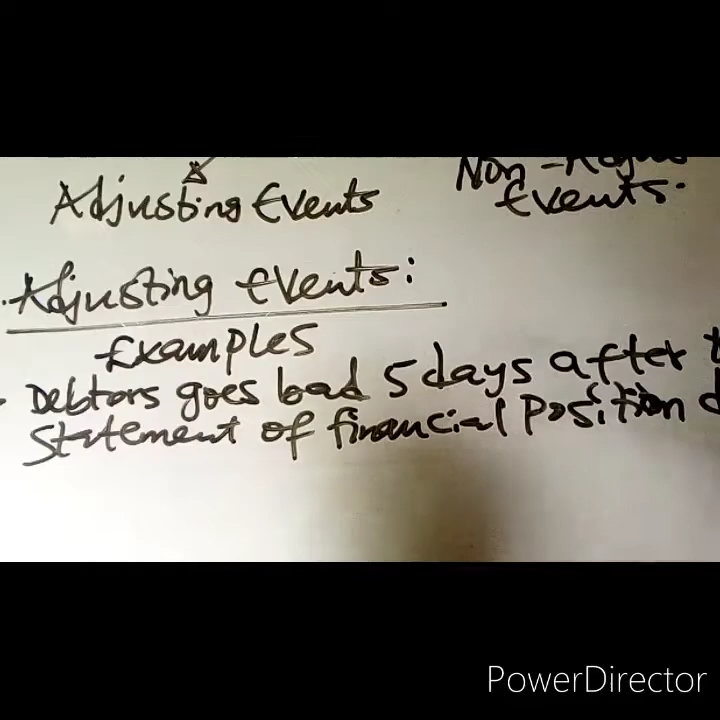 Non-
Adjusting Events
Events.
Adjusting Events:
Examples
Debtors goes bad 5 days after
Statement of financial Position
PowerDirector